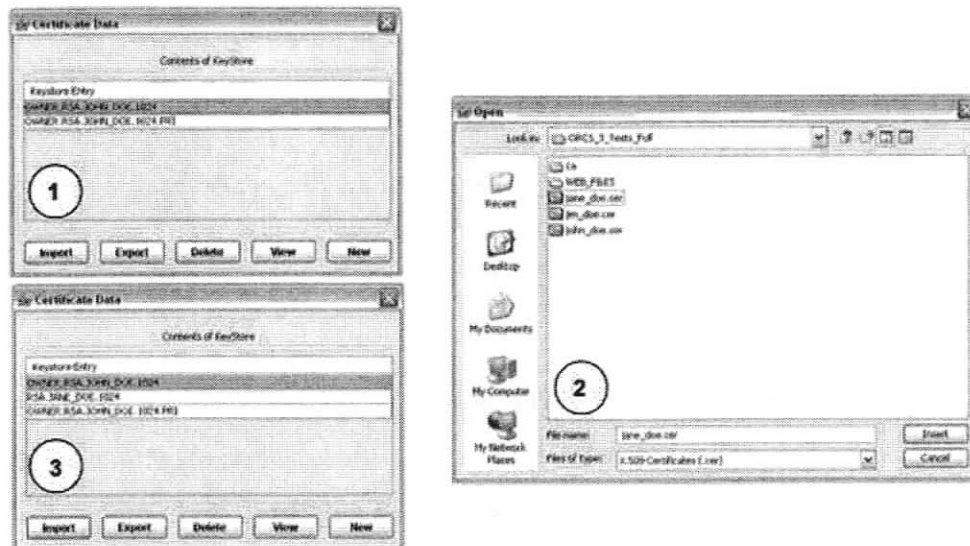 Certificate Data
Contents of KeyStore
Keystore Entry
OWNER.RSA.JOHN_DOE.1024
OWNER.RSA.JOHN_DOE.1024.PRI
1
Import Export Delete View New
Certificate Data
Contents of KeyStore
Keystore Entry
OWNER.RSA.JOHN_DOE.1024
RSA.JANE_DOE.1024
OWNER.RSA.JOHN_DOE.1024.PRI
3
Import Export Delete View New
Open
Look in: ORCS_3_Tests_Full
ca
WEB_FILES
jane_doe.cer
jim_doe.cer
john_doe.cer
Recent
Desktop
My Documents
My Computer
My Network Places
2
File name: jane_doe.cer Insert
Files of type: X.509 Certificates (.cer) Cancel